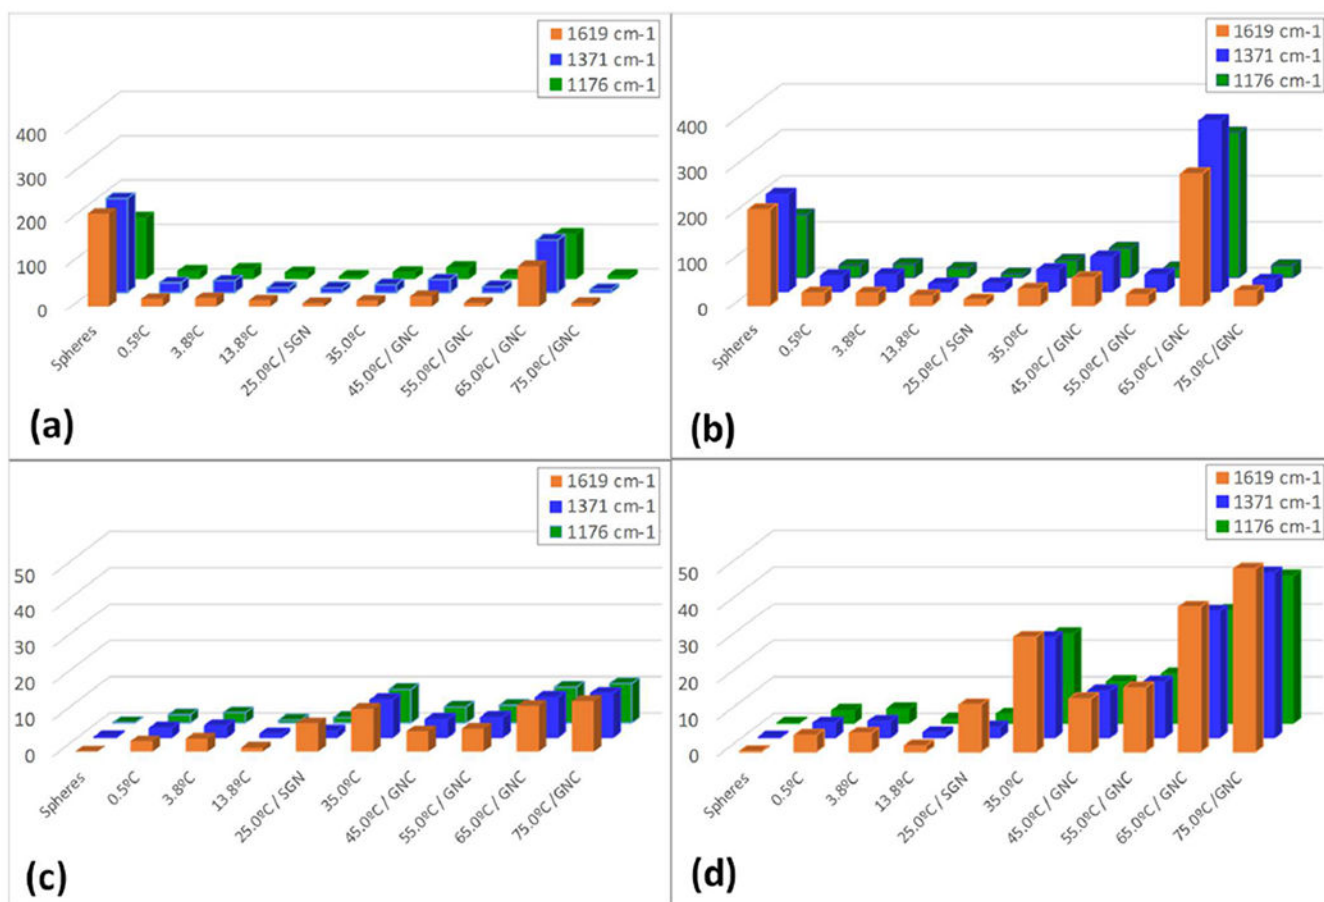 1619 cm-1
1371 cm-1
1176 cm-1
400
300
200
100
0
Spheres
0.5ºC
3.8ºC
13.8ºC
25.0ºC / SGN
35.0ºC
45.0ºC / GNC
55.0ºC / GNC
65.0ºC / GNC
75.0ºC /GNC
(a)
1619 cm-1
1371 cm-1
1176 cm-1
400
300
200
100
0
Spheres
0.5ºC
3.8ºC
13.8ºC
25.0ºC / SGN
35.0ºC
45.0ºC / GNC
55.0ºC / GNC
65.0ºC / GNC
75.0ºC /GNC
(b)
1619 cm-1
1371 cm-1
1176 cm-1
50
40
30
20
10
0
Spheres
0.5ºC
3.8ºC
13.8ºC
25.0ºC / SGN
35.0ºC
45.0ºC / GNC
55.0ºC / GNC
65.0ºC / GNC
75.0ºC /GNC
(c)
1619 cm-1
1371 cm-1
1176 cm-1
50
40
30
20
10
0
Spheres
0.5ºC
3.8ºC
13.8ºC
25.0ºC / SGN
35.0ºC
45.0ºC / GNC
55.0ºC / GNC
65.0ºC / GNC
75.0ºC /GNC
(d)